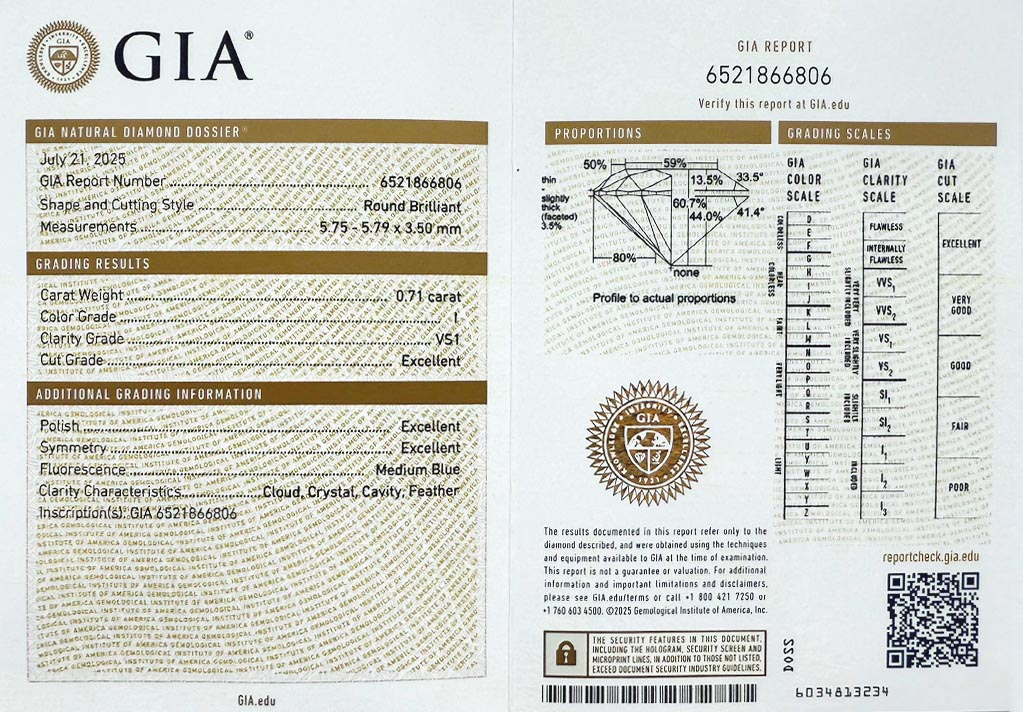 GIA®
GIA NATURAL DIAMOND DOSSIER®
July 21, 2025
GIA Report Number 6521866806
Shape and Cutting Style Round Brilliant
Measurements 5.75 - 5.79 x 3.50 mm
GRADING RESULTS
Carat Weight 0.71 carat
Color Grade I
Clarity Grade VS1
Cut Grade Excellent
ADDITIONAL GRADING INFORMATION
Polish Excellent
Symmetry Excellent
Fluorescence Medium Blue
Clarity Characteristics Cloud, Crystal, Cavity, Feather
Inscription(s): GIA 6521866806
GIA.edu
GIA REPORT
6521866806
Verify this report at GIA.edu
PROPORTIONS
50%
59%
thin
-
slightly
thick
(faceted)
3.5%
13.5%
33.5°
60.7%
44.0%
41.4°
80%
none
Profile to actual proportions
GIA
1931
The results documented in this report refer only to the
diamond described, and were obtained using the techniques
and equipment available to GIA at the time of examination.
This report is not a guarantee or valuation. For additional
information and important limitations and disclaimers,
please see GIA.edu/terms or call +1 800 421 7250 or
+1 760 603 4500. ©2025 Gemological Institute of America, Inc.
THE SECURITY FEATURES IN THIS DOCUMENT,
INCLUDING THE HOLOGRAM, SECURITY SCREEN AND
MICROPRINT LINES, IN ADDITION TO THOSE NOT LISTED,
EXCEED DOCUMENT SECURITY INDUSTRY GUIDELINES.
GRADING SCALES
GIA
COLOR
SCALE
COLORLESS
D
E
F
NEAR
COLORLESS
G
H
I
J
FAINT
K
L
M
VERY LIGHT
N
O
P
Q
R
LIGHT
S
T
U
V
W
X
Y
Z
GIA
CLARITY
SCALE
FLAWLESS
INTERNALLY
FLAWLESS
VERY VERY
SLIGHTLY INCLUDED
VVS1
VVS2
VERY SLIGHTLY
INCLUDED
VS1
VS2
SLIGHTLY
INCLUDED
SI1
SI2
INCLUDED
I1
I2
I3
GIA
CUT
SCALE
EXCELLENT
VERY
GOOD
GOOD
FAIR
POOR
reportcheck.gia.edu
6034813234